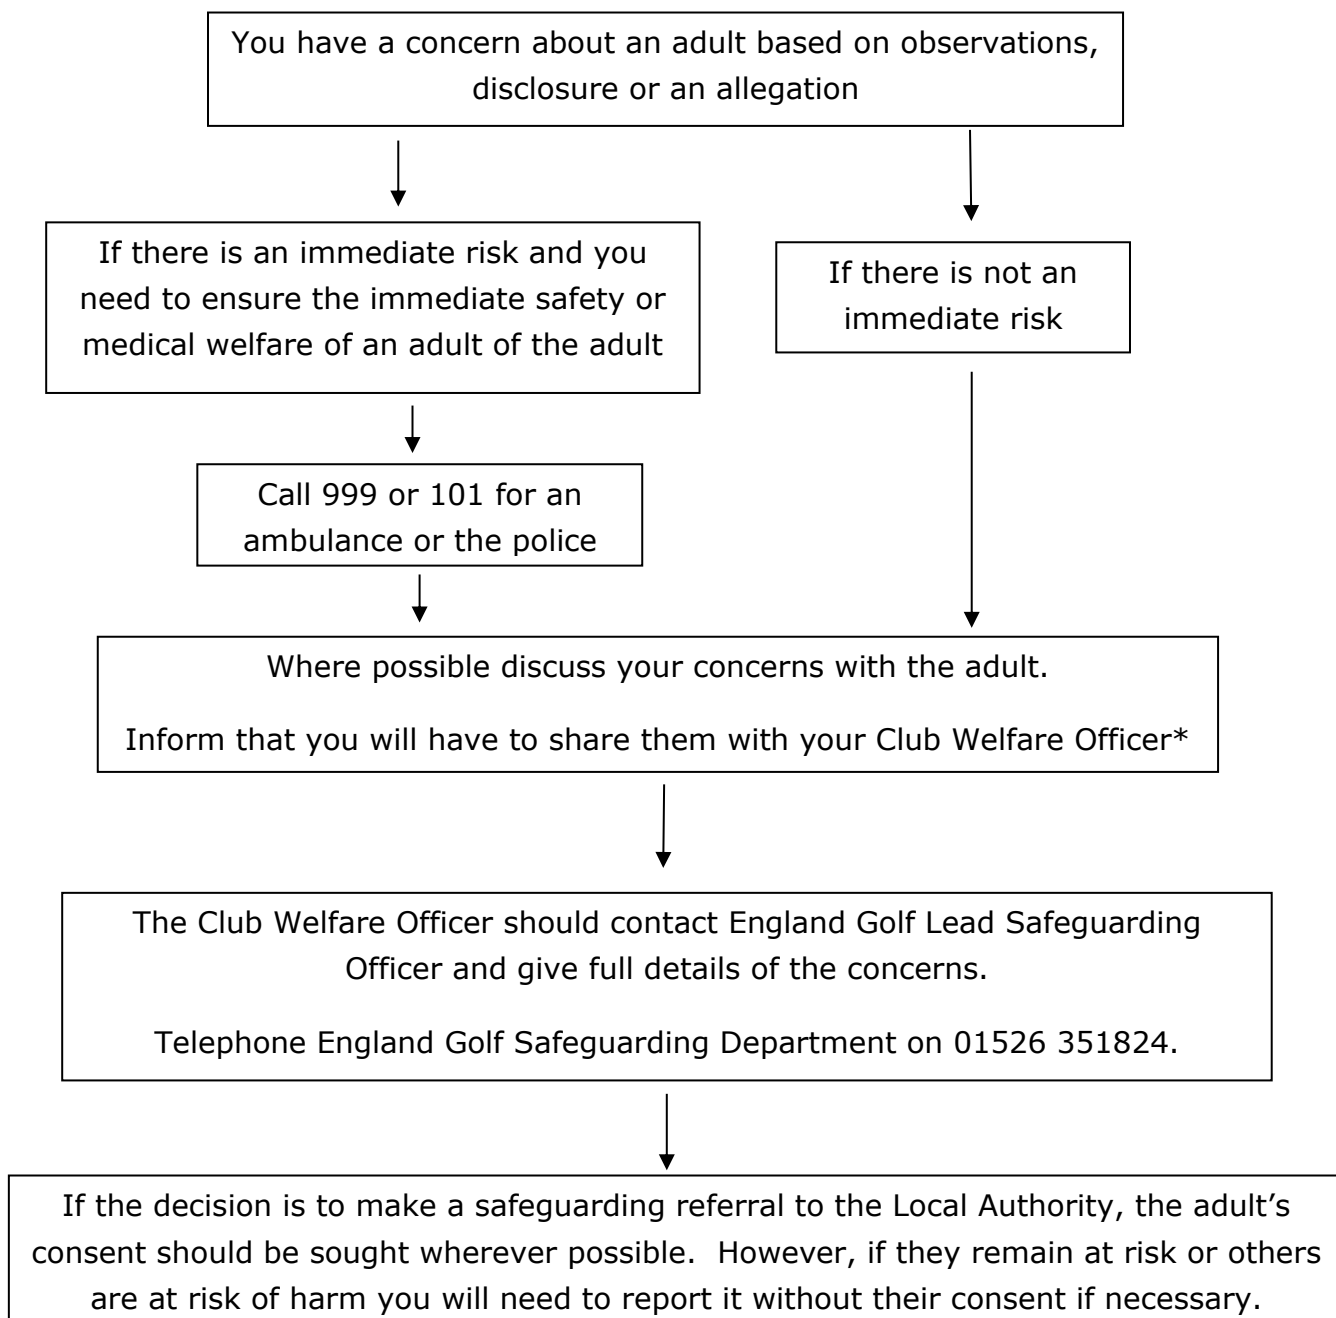 You have a concern about an adult based on observations,
disclosure or an allegation
If there is an immediate risk and you
need to ensure the immediate safety or
medical welfare of an adult of the adult
If there is not an
immediate risk
Call 999 or 101 for an
ambulance or the police
Where possible discuss your concerns with the adult.
Inform that you will have to share them with your Club Welfare Officer*
The Club Welfare Officer should contact England Golf Lead Safeguarding
Officer and give full details of the concerns.
Telephone England Golf Safeguarding Department on 01526 351824.
If the decision is to make a safeguarding referral to the Local Authority, the adult’s
consent should be sought wherever possible.  However, if they remain at risk or others
are at risk of harm you will need to report it without their consent if necessary.